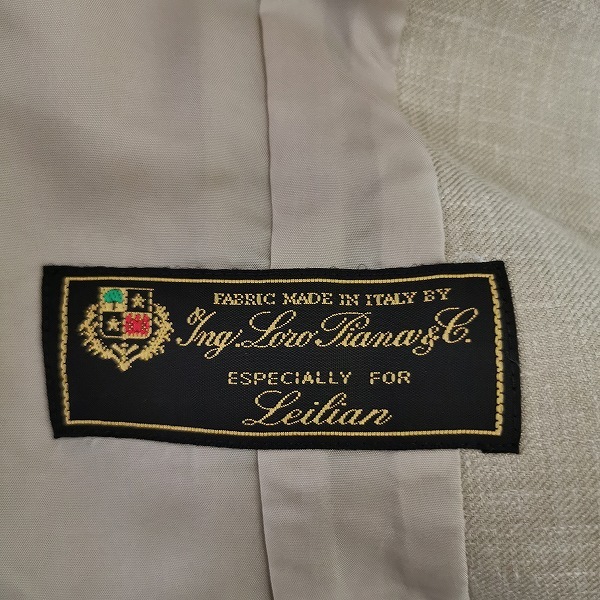 FABRIC MADE IN ITALY BY
Ing. Loro Piana & C.
ESPECIALLY FOR
Leilian